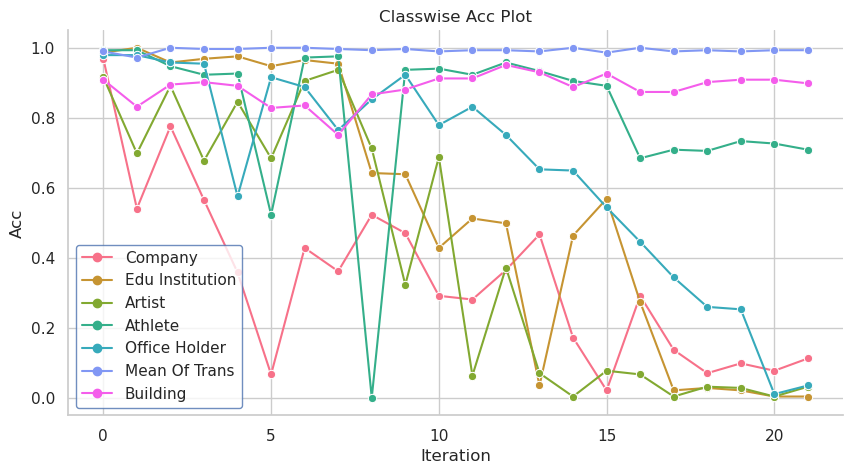 Classwise Acc Plot
1.0
0.8
0.6
0.4
0.2
0.0
Acc
Company
Edu Institution
Artist
Athlete
Office Holder
Mean Of Trans
Building
0 5 10 15 20
Iteration